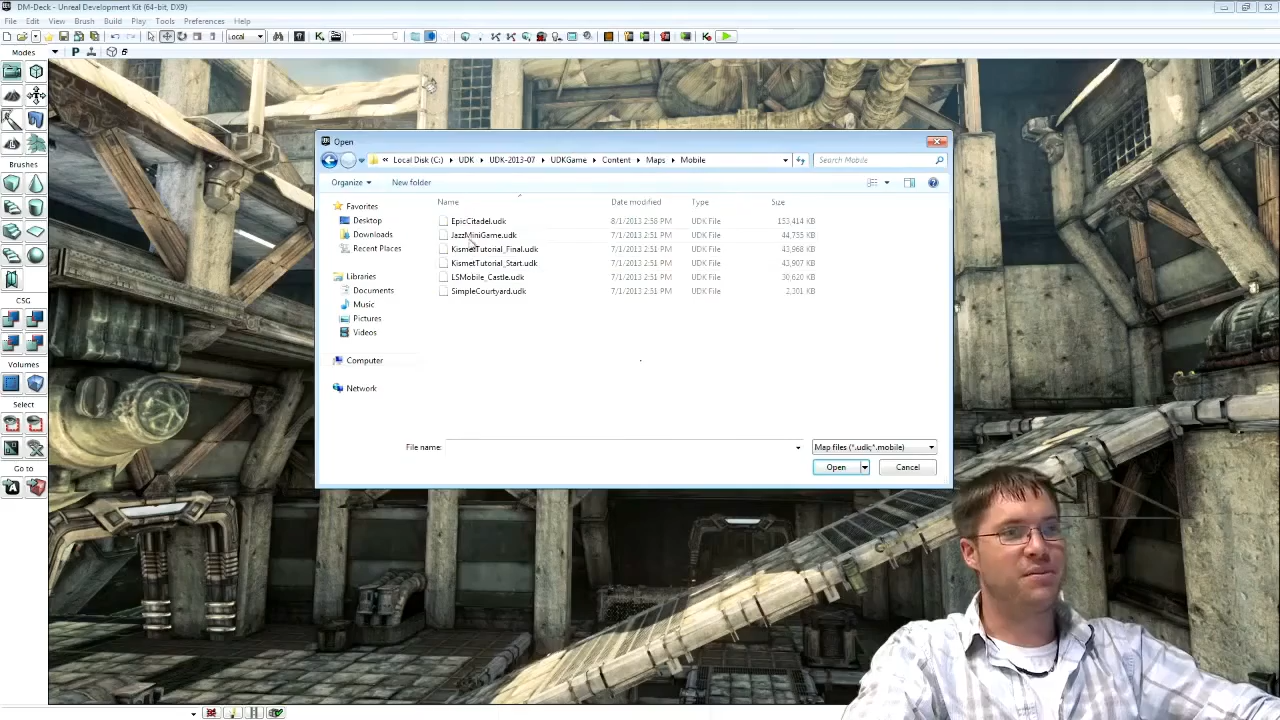 DM-Deck - Unreal Development Kit (64-bit, DX9)
File Edit View Brush Build Play Tools Preferences Help
Local
Modes
P
Brushes
CSG
Volumes
Select
Go to
Open
« Local Disk (C:) UDK UDK-2013-07 UDKGame Content Maps Mobile
Search Mobile
Organize New folder
Name Date modified Type Size
Favorites
Desktop
Downloads
Recent Places
Libraries
Documents
Music
Pictures
Videos
Computer
Network
EpicCitadel.udk 8/1/2013 2:58 PM UDK File 153,414 KB
JazzMiniGame.udk 7/1/2013 2:51 PM UDK File 44,735 KB
KismetTutorial_Final.udk 7/1/2013 2:51 PM UDK File 43,968 KB
KismetTutorial_Start.udk 7/1/2013 2:51 PM UDK File 43,907 KB
LSMobile_Castle.udk 7/1/2013 2:51 PM UDK File 30,620 KB
SimpleCourtyard.udk 7/1/2013 2:51 PM UDK File 2,301 KB
File name: Map files (*.udk;*.mobile)
Open Cancel